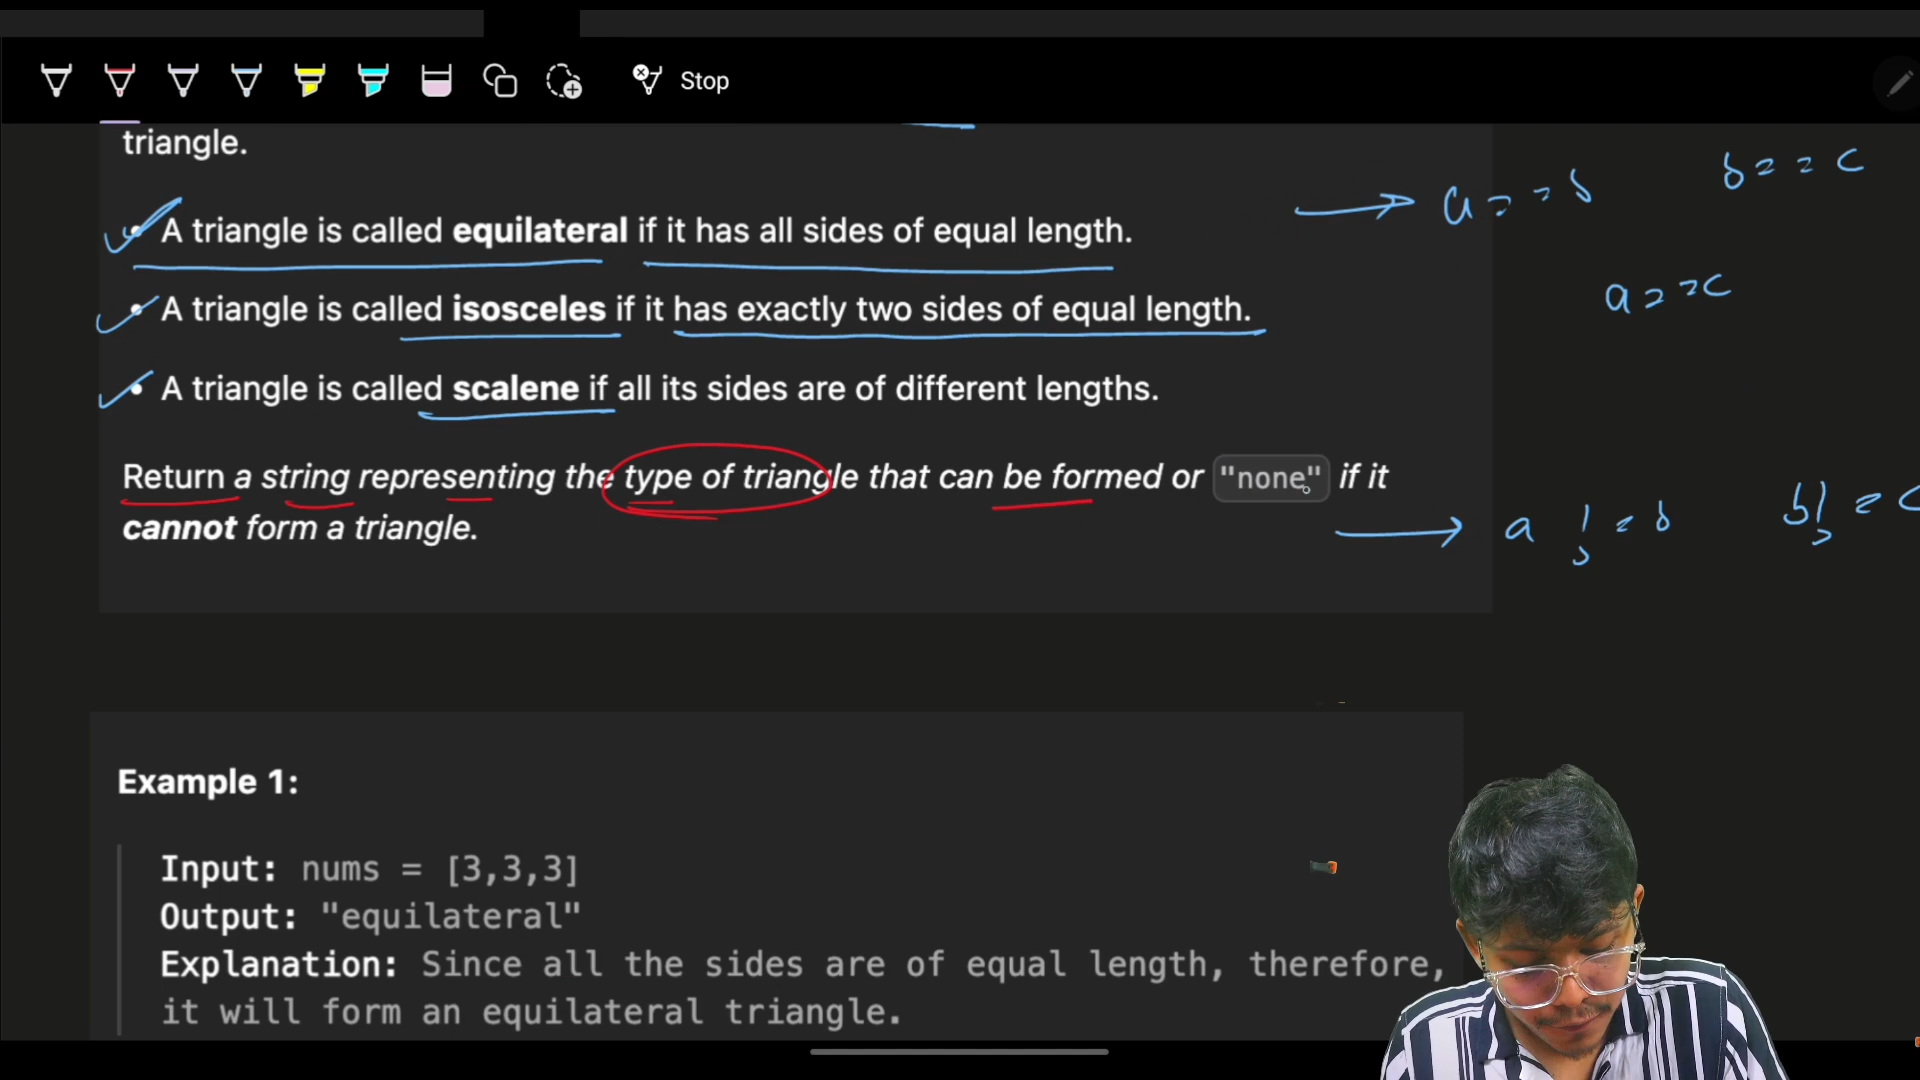 Stop
triangle.
a == b
b == c
A triangle is called equilateral if it has all sides of equal length.
a == c
A triangle is called isosceles if it has exactly two sides of equal length.
A triangle is called scalene if all its sides are of different lengths.
Return a string representing the type of triangle that can be formed or "none" if it
cannot form a triangle.
a != b
b != c
Example 1:
Input: nums = [3,3,3]
Output: "equilateral"
Explanation: Since all the sides are of equal length, therefore,
it will form an equilateral triangle.